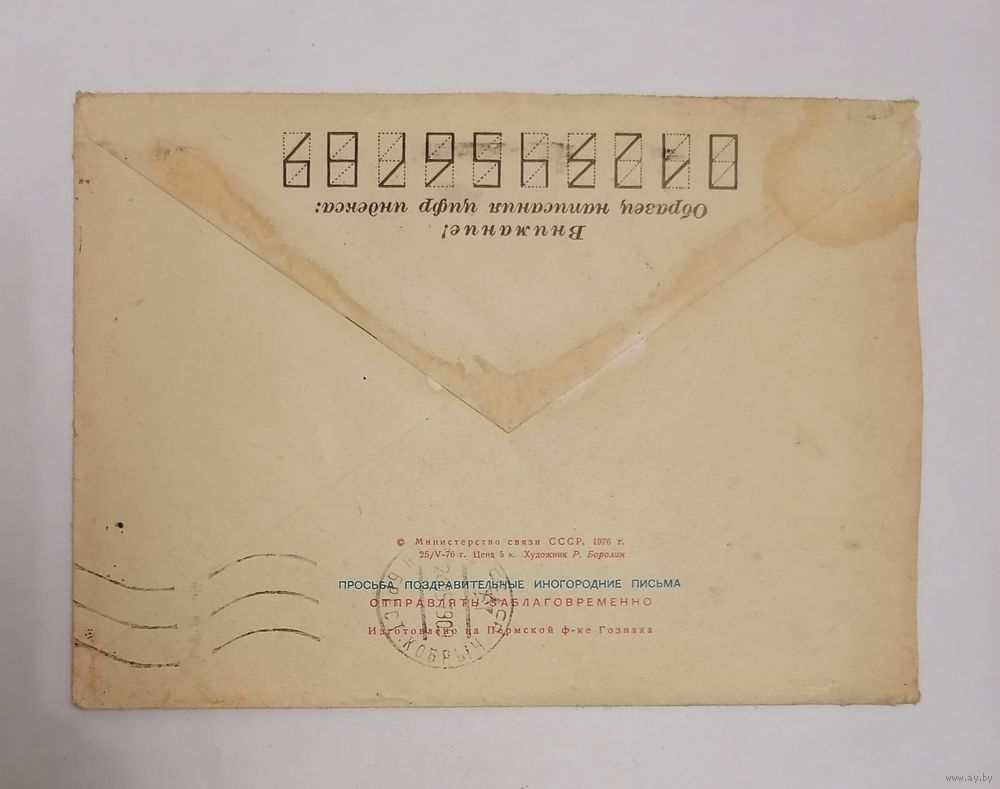 Внимание!
Образец написания цифр индекса:
0123456789
© Министерство связи СССР, 1976 г.
25/V-76 г. Цена 5 к. Художник Р. Боролин
ПРОСЬБА ПОЗДРАВИТЕЛЬНЫЕ ИНОГОРОДНИЕ ПИСЬМА
ОТПРАВЛЯТЬ ЗАБЛАГОВРЕМЕННО
Изготовлено на Пермской ф-ке Гознака
КОБРЫН
www.ay.by